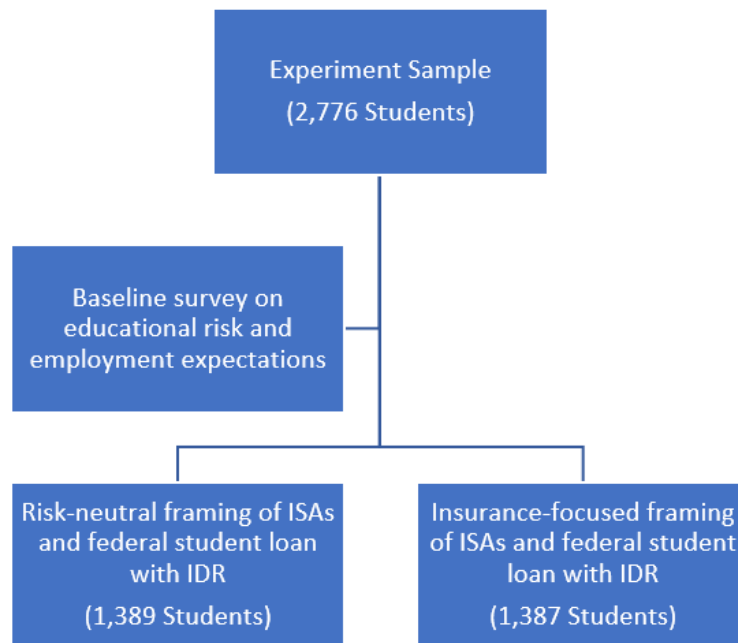 Experiment Sample
(2,776 Students)
Baseline survey on
educational risk and
employment expectations
Risk-neutral framing of ISAs
and federal student loan
with IDR
(1,389 Students)
Insurance-focused framing
of ISAs and federal student
loan with IDR
(1,387 Students)